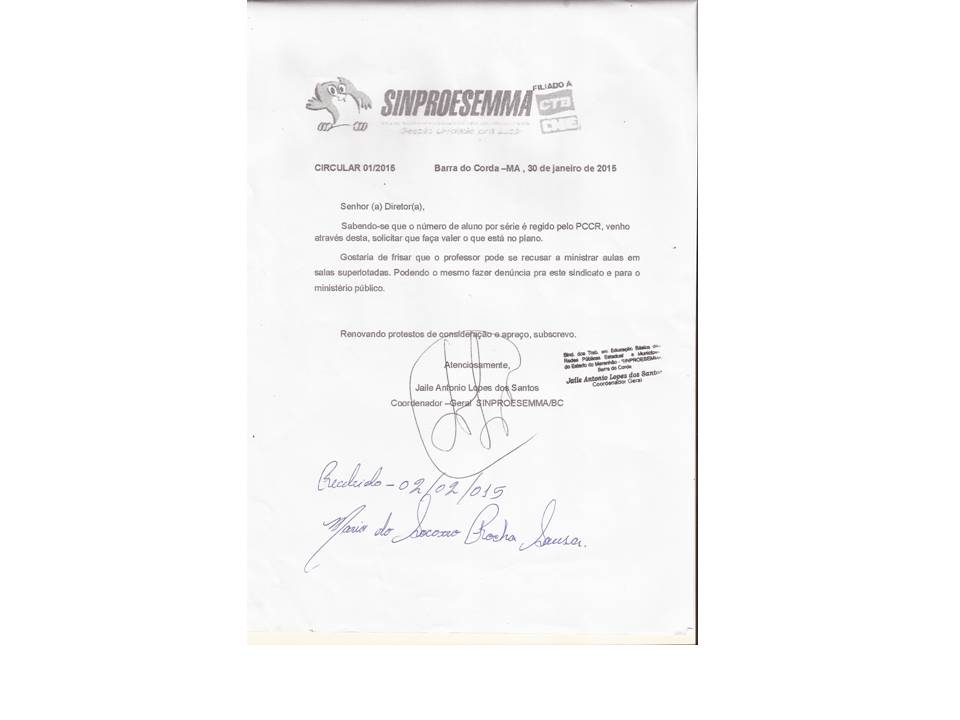 FILIADO À
SINPROESEMMA
CTB
CNTE
CIRCULAR 01/2015 Barra do Corda –MA , 30 de janeiro de 2015
Senhor (a) Diretor(a),
Sabendo-se que o número de aluno por série é regido pelo PCCR, venho
através desta, solicitar que faça valer o que está no plano.
Gostaria de frisar que o professor pode se recusar a ministrar aulas em
salas superlotadas. Podendo o mesmo fazer denúncia pra este sindicato e para o
ministério público.
Renovando protestos de consideração e apreço, subscrevo.
Atenciosamente,
Jaile Antonio Lopes dos Santos
Coordenador –Geral SINPROESEMMA/BC
Sind. dos Trab. em Educação Básica das
Redes Públicas Estadual e Municipal
do Estado do Maranhão - SINPROESEMMA
Barra do Corda
Jaile Antonio Lopes dos Santos
Coordenador Geral
Recebido - 02/02/015
Maria do Socorro Rocha Sousa.